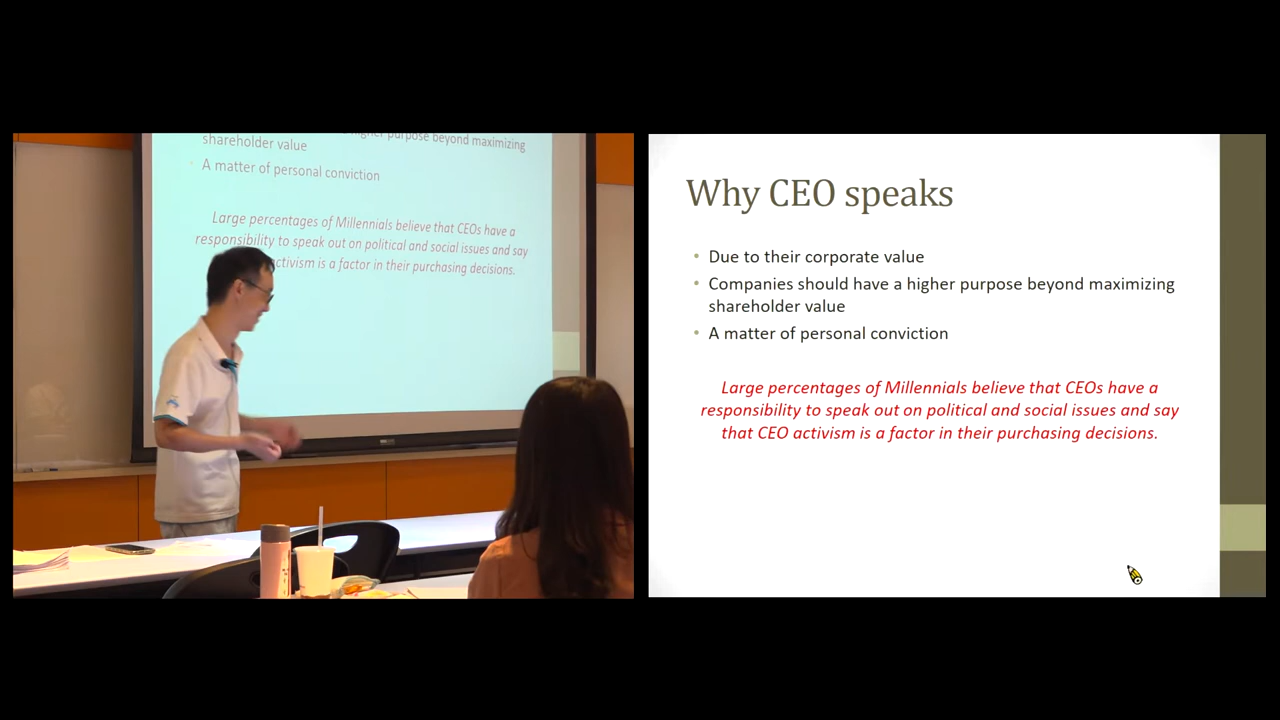 higher purpose beyond maximizing
shareholder value
A matter of personal conviction
Large percentages of Millennials believe that CEOs have a
responsibility to speak out on political and social issues and say
activism is a factor in their purchasing decisions.
Why CEO speaks
• Due to their corporate value
• Companies should have a higher purpose beyond maximizing
shareholder value
• A matter of personal conviction
Large percentages of Millennials believe that CEOs have a
responsibility to speak out on political and social issues and say
that CEO activism is a factor in their purchasing decisions.